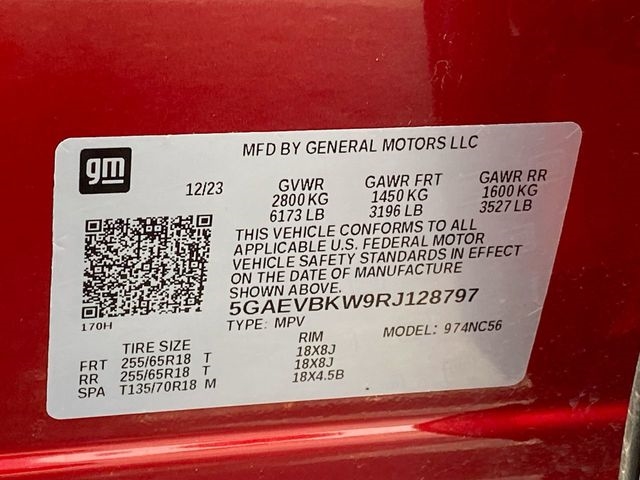 gm
MFD BY GENERAL MOTORS LLC
12/23
GVWR GAWR FRT GAWR RR
2800 KG 1450 KG 1600 KG
6173 LB 3196 LB 3527 LB
THIS VEHICLE CONFORMS TO ALL
APPLICABLE U.S. FEDERAL MOTOR
VEHICLE SAFETY STANDARDS IN EFFECT
ON THE DATE OF MANUFACTURE
SHOWN ABOVE.
170H
5GAEVBKW9RJ128797
TYPE: MPV MODEL: 974NC56
TIRE SIZE RIM
FRT 255/65R18 T 18X8J
RR 255/65R18 T 18X8J
SPA T135/70R18 M 18X4.5B